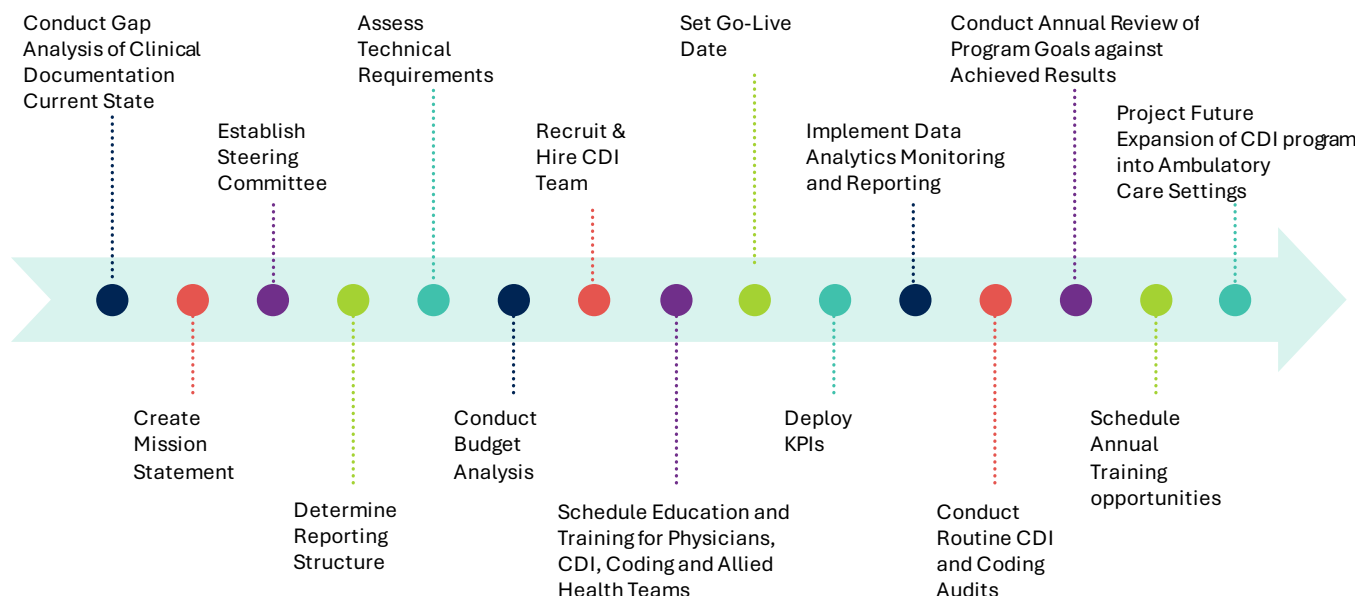 Conduct Gap
Analysis of Clinical
Documentation
Current State
Create
Mission
Statement
Establish
Steering
Committee
Determine
Reporting
Structure
Assess
Technical
Requirements
Conduct
Budget
Analysis
Recruit &
Hire CDI
Team
Schedule Education and
Training for Physicians,
CDI, Coding and Allied
Health Teams
Set Go-Live
Date
Deploy
KPIs
Implement Data
Analytics Monitoring
and Reporting
Conduct
Routine CDI
and Coding
Audits
Conduct Annual Review of
Program Goals against
Achieved Results
Schedule
Annual
Training
opportunities
Project Future
Expansion of CDI program
into Ambulatory
Care Settings